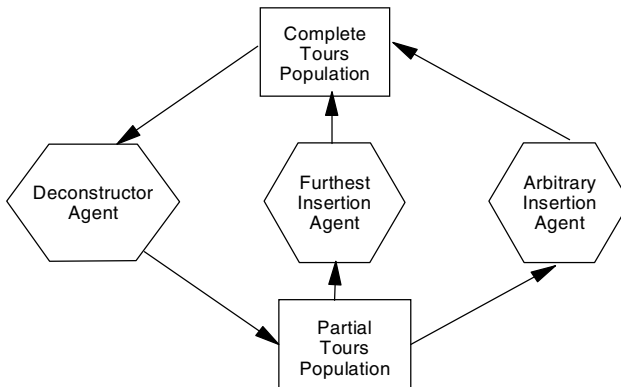 Complete
Tours
Population
Deconstructor
Agent
Furthest
Insertion
Agent
Arbitrary
Insertion
Agent
Partial
Tours
Population